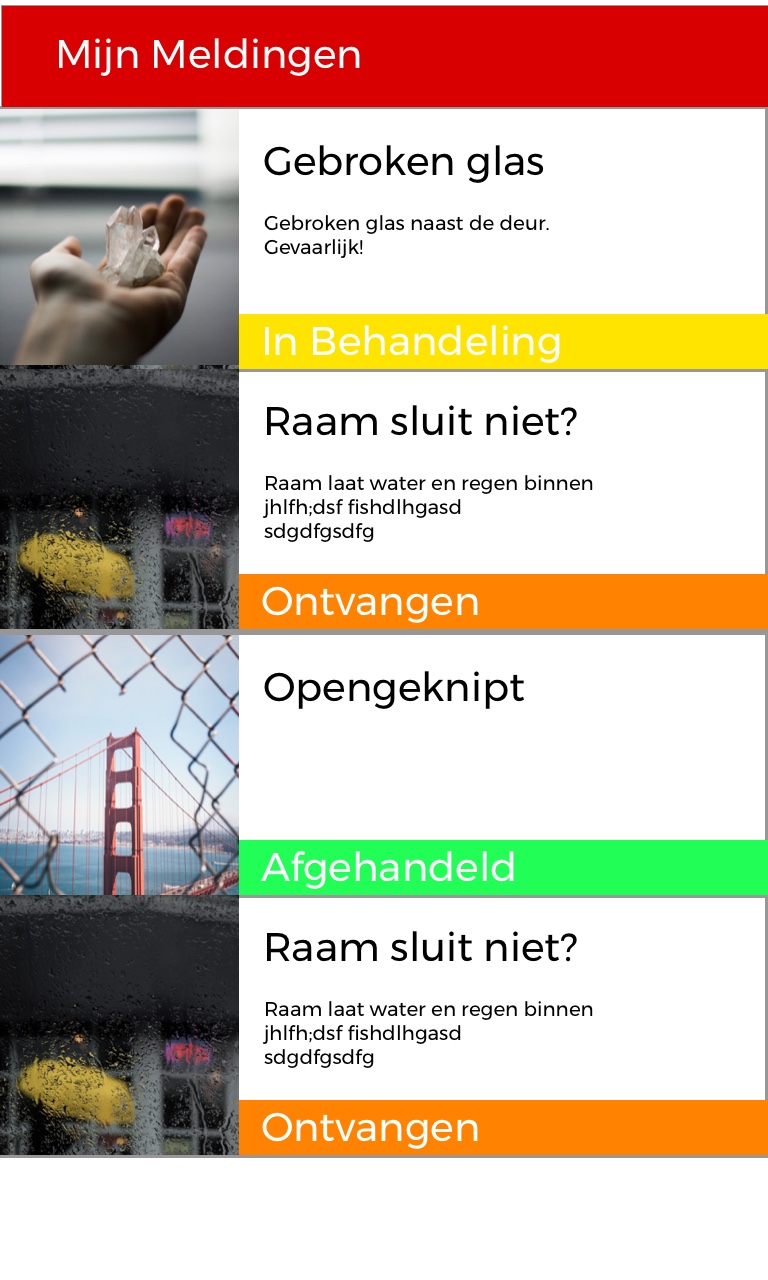 Mijn Meldingen
Gebroken glas
Gebroken glas naast de deur.
Gevaarlijk!
In Behandeling
Raam sluit niet?
Raam laat water en regen binnen
jhlfh;dsf fishdlhgasd
sdgdfgsdfg
Ontvangen
Opengeknipt
Afgehandeld
Raam sluit niet?
Raam laat water en regen binnen
jhlfh;dsf fishdlhgasd
sdgdfgsdfg
Ontvangen